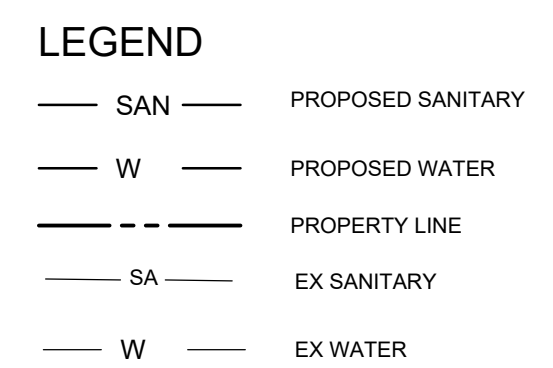 LEGEND
SAN PROPOSED SANITARY
W PROPOSED WATER
PROPERTY LINE
SA EX SANITARY
W EX WATER